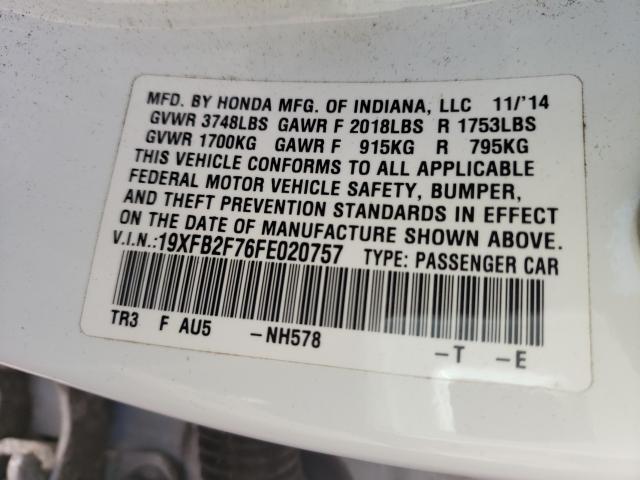 MFD. BY HONDA MFG. OF INDIANA, LLC 11/'14
GVWR 3748LBS GAWR F 2018LBS R 1753LBS
GVWR 1700KG GAWR F 915KG R 795KG
THIS VEHICLE CONFORMS TO ALL APPLICABLE
FEDERAL MOTOR VEHICLE SAFETY, BUMPER,
AND THEFT PREVENTION STANDARDS IN EFFECT
ON THE DATE OF MANUFACTURE SHOWN ABOVE.
V.I.N.:19XFB2F76FE020757 TYPE: PASSENGER CAR
TR3 F AU5 -NH578 -T -E